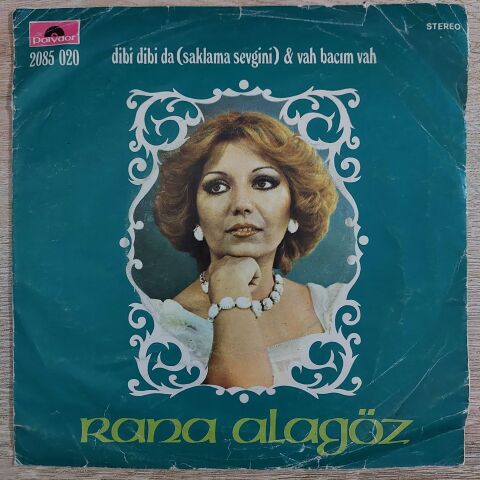 Polydor
STEREO
2085 020
dibi dibi da (saklama sevgini) & vah bacım vah
Rana alagöz